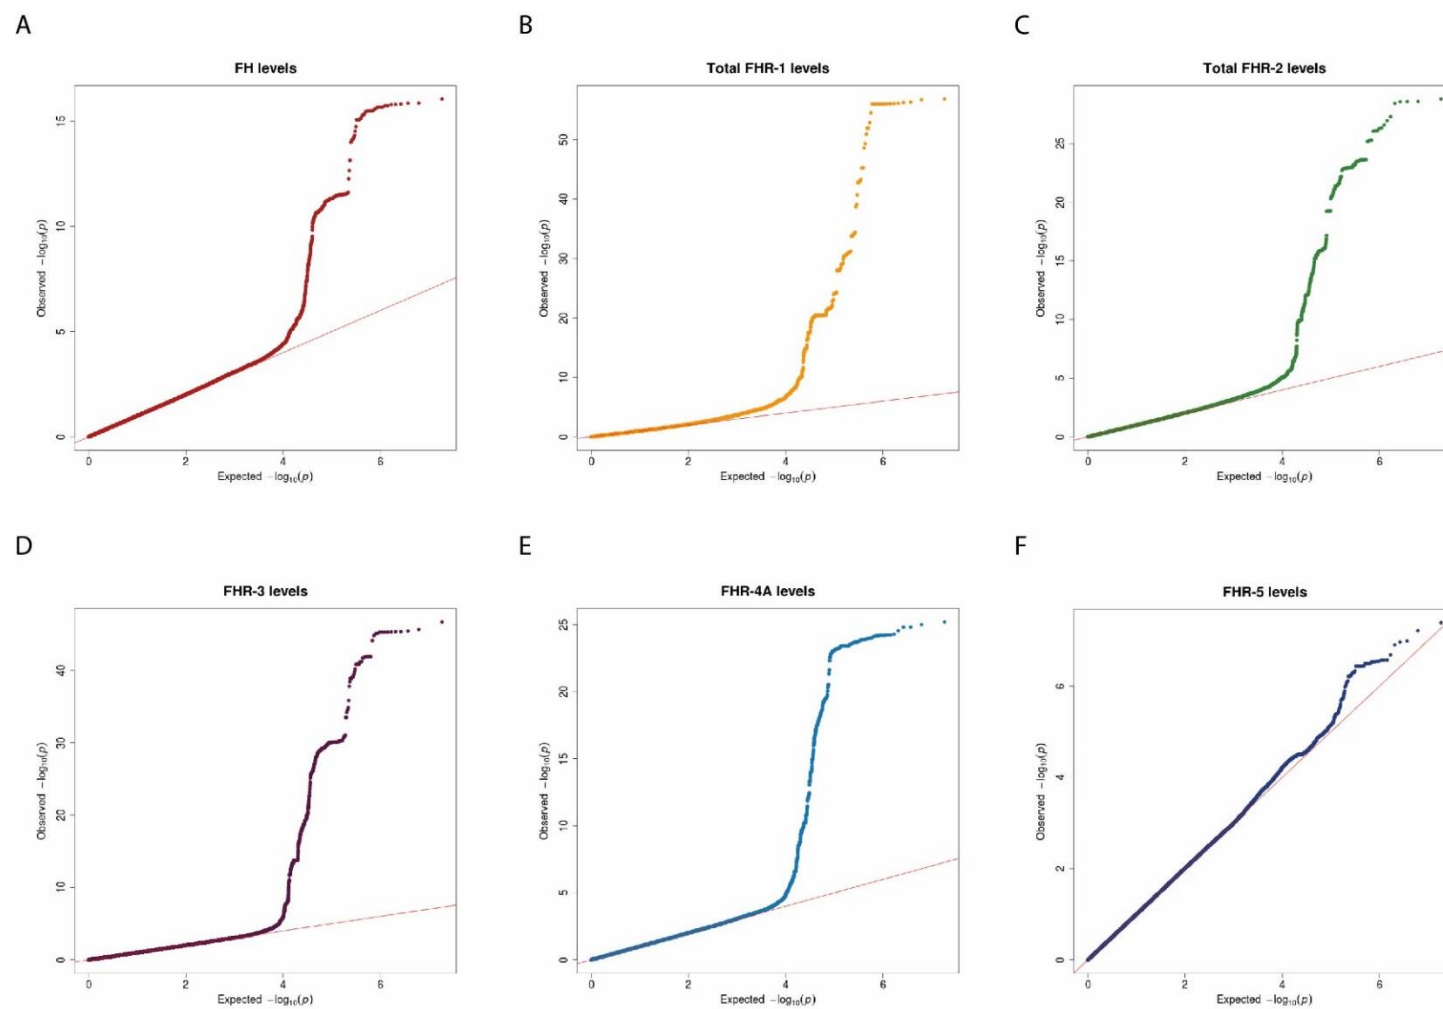 A
B
C
FH levels
Total FHR-1 levels
Total FHR-2 levels
Observed −log10(p)
0
5
10
15
0
2
4
6
Expected −log10(p)
Observed −log10(p)
0
10
20
30
40
50
0
2
4
6
Expected −log10(p)
Observed −log10(p)
0
5
10
15
20
25
0
2
4
6
Expected −log10(p)
D
E
F
FHR-3 levels
FHR-4A levels
FHR-5 levels
Observed −log10(p)
0
10
20
30
40
0
2
4
6
Expected −log10(p)
Observed −log10(p)
0
5
10
15
20
25
0
2
4
6
Expected −log10(p)
Observed −log10(p)
0
2
4
6
0
2
4
6
Expected −log10(p)